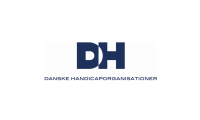 DH
DANSKE HANDICAPORGANISATIONER